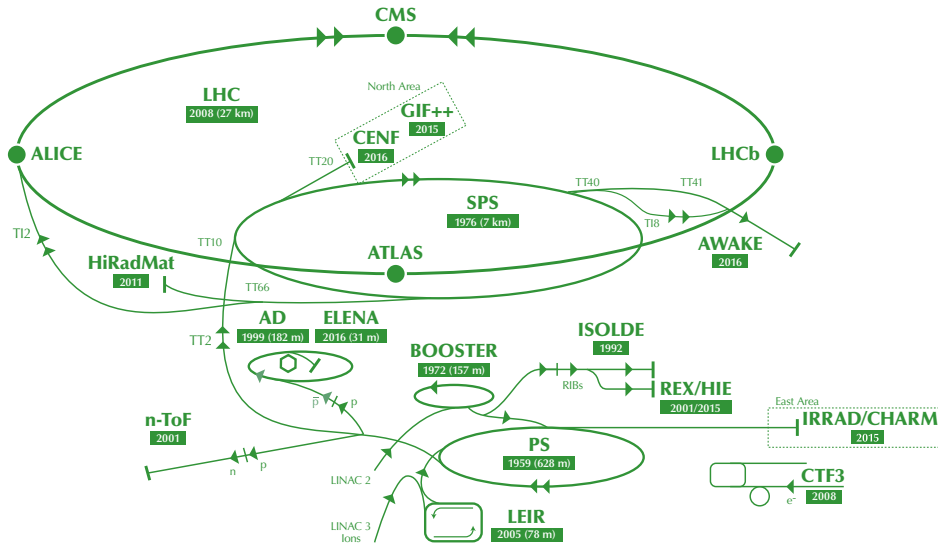 CMS
LHC
2008 (27 km)
North Area
GIF++
2015
CENF
2016
ALICE
TT20
LHCb
TT40
TT41
SPS
1976 (7 km)
TI8
TI2
TT10
ATLAS
AWAKE
2016
HiRadMat
2011
TT66
AD
1999 (182 m)
ELENA
2016 (31 m)
TT2
ISOLDE
1992
BOOSTER
1972 (157 m)
RIBs
REX/HIE
2001/2015
p̅
p
East Area
n-ToF
2001
IRRAD/CHARM
2015
PS
1959 (628 m)
n
p
LINAC 2
CTF3
2008
e-
LEIR
2005 (78 m)
LINAC 3
Ions